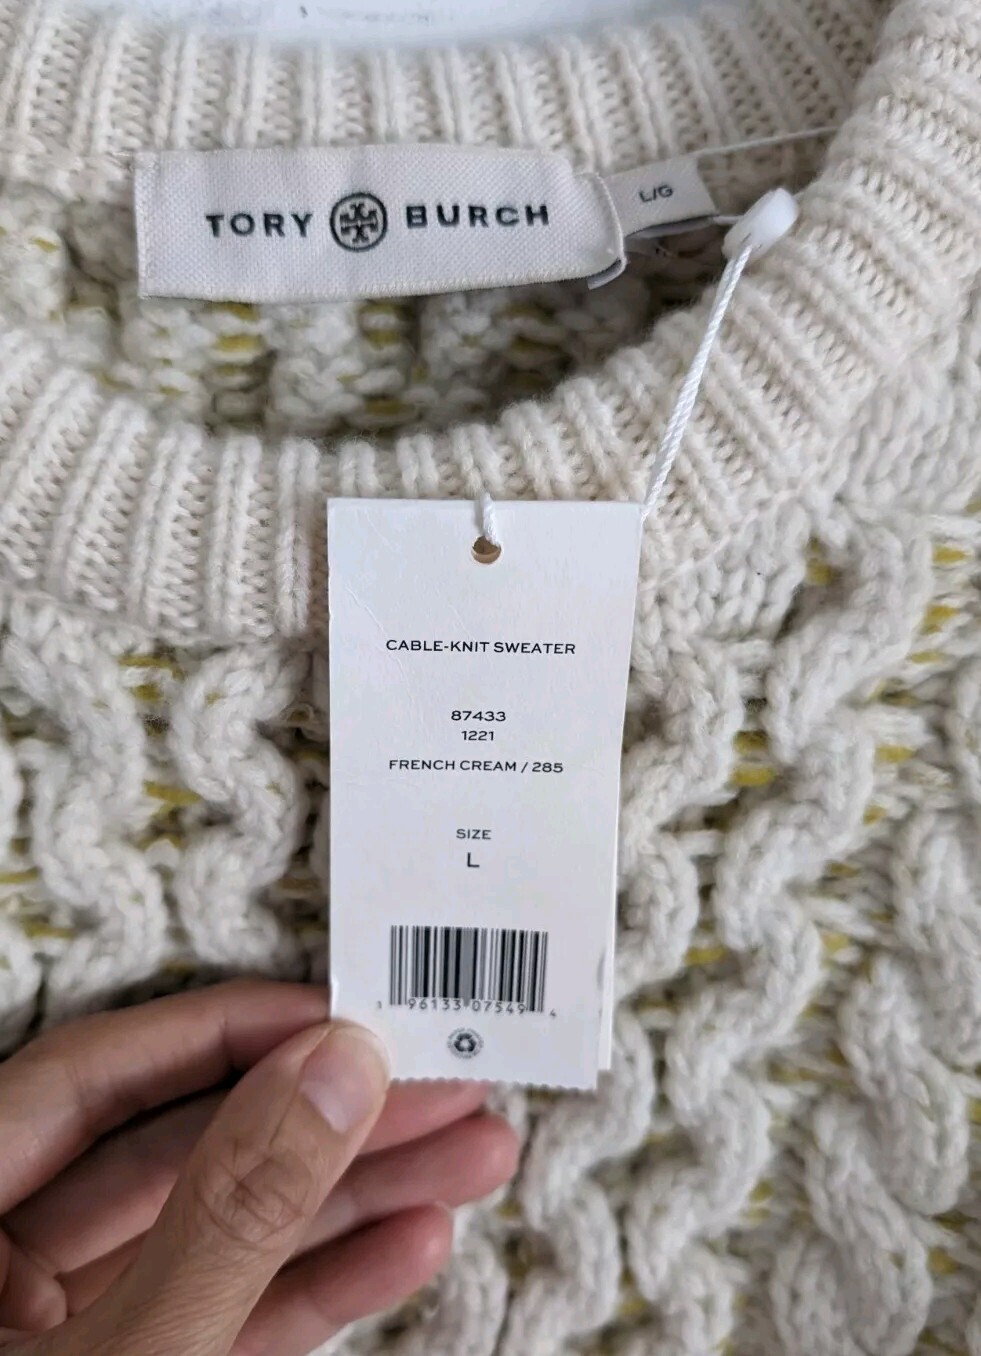 TORY BURCH
L/G
CABLE-KNIT SWEATER
87433
1221
FRENCH CREAM / 285
SIZE
L
1 96133 07549 4